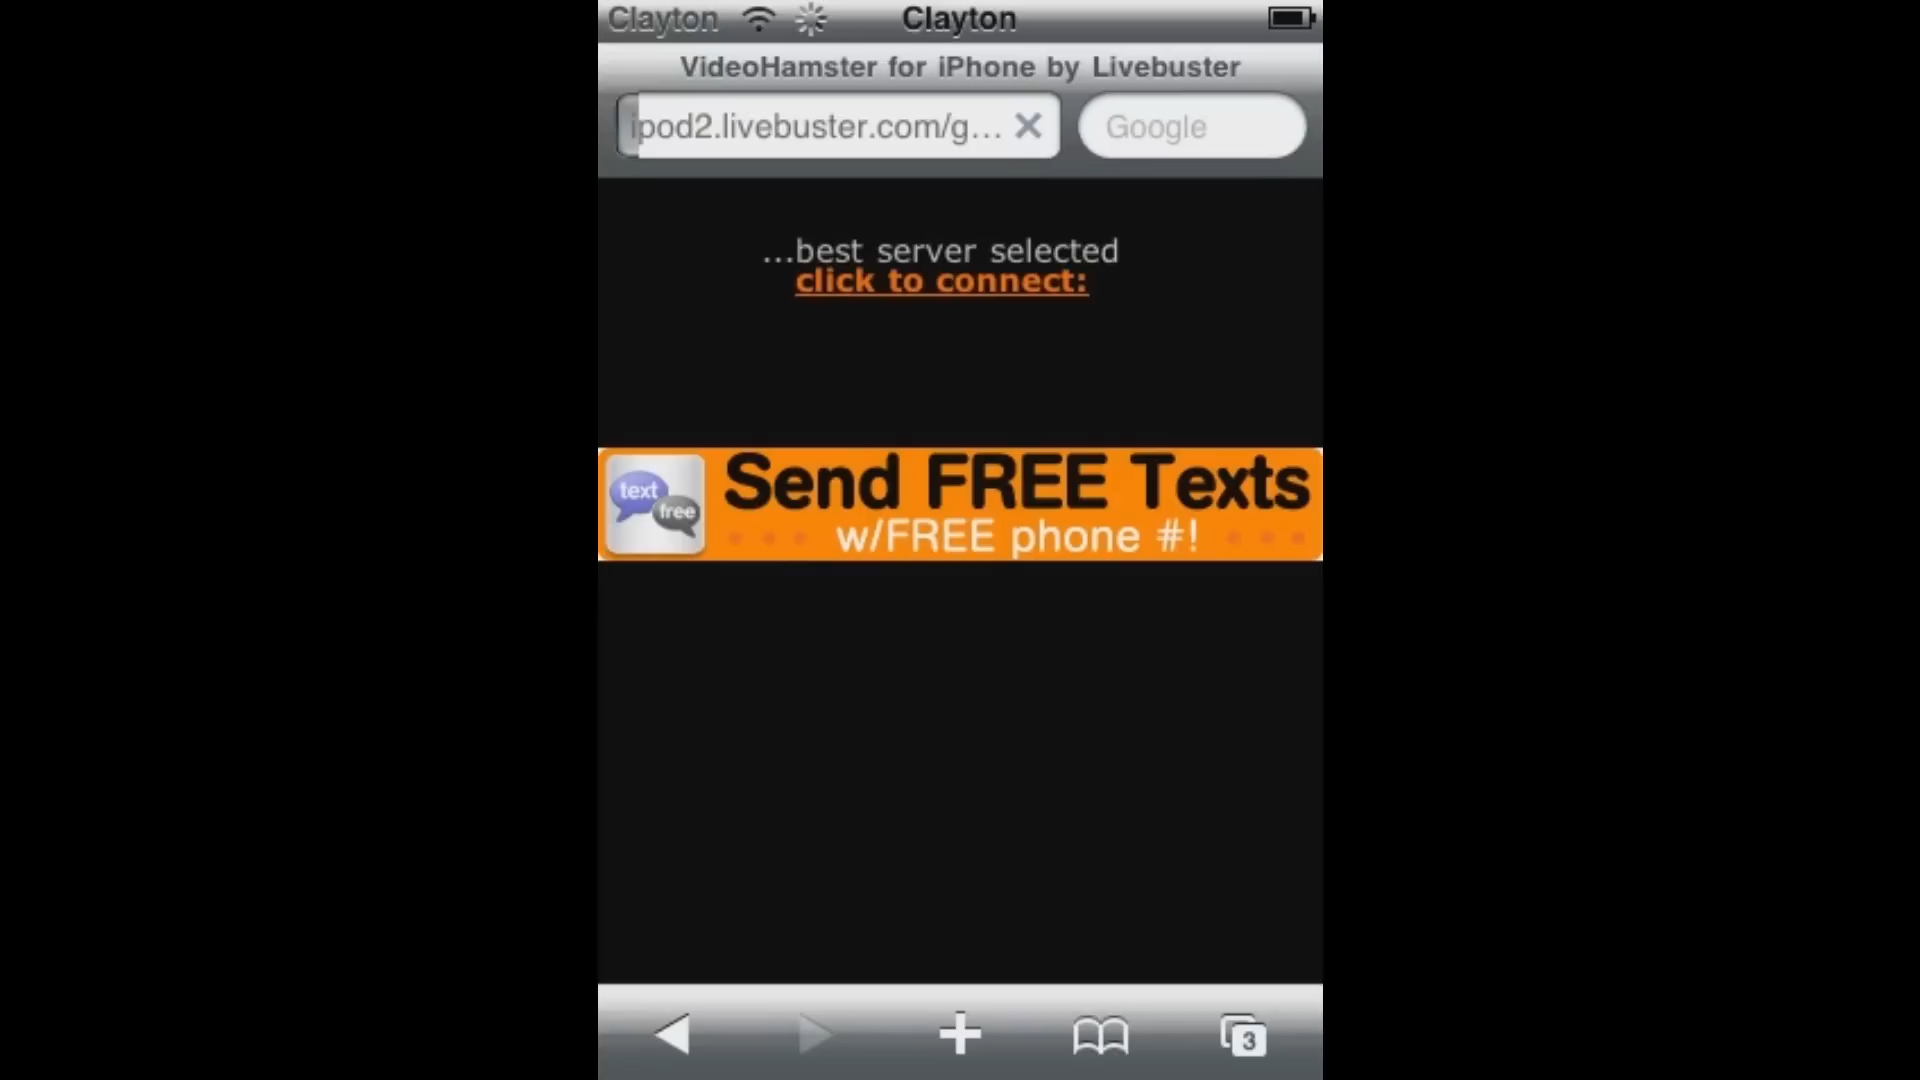 Clayton Clayton
VideoHamster for iPhone by Livebuster
ipod2.livebuster.com/g... Google
...best server selected
click to connect:
text
free
Send FREE Texts
w/FREE phone #!
3